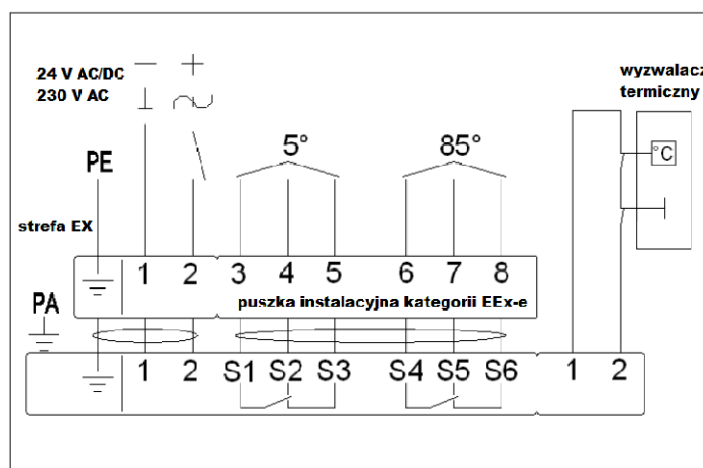 24 V AC/DC
230 V AC
wyzwalacz
termiczny
°C
5°
85°
PE
strefa EX
1 2 3 4 5 6 7 8
puszka instalacyjna kategorii EEx-e
PA
1 2 S1 S2 S3 S4 S5 S6 1 2